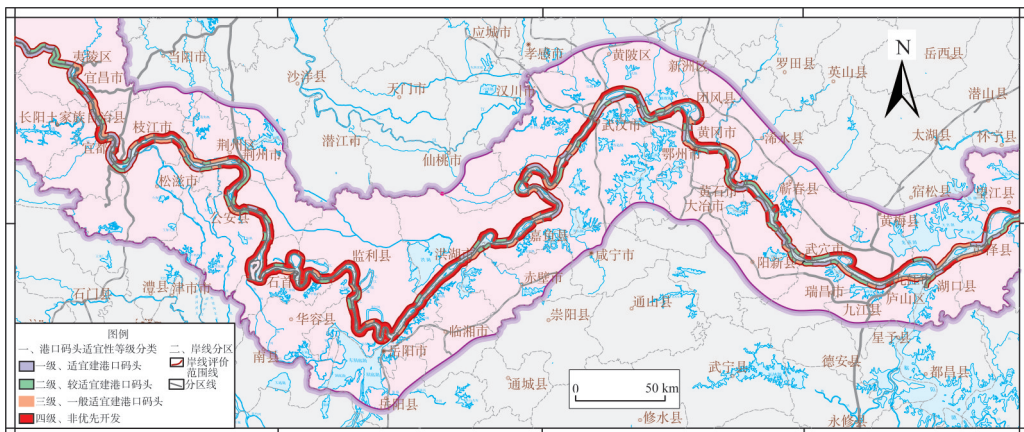 应城市
孝感市
黄陂区
新洲区
罗田县
岳西县
英山县
潜山县
夷陵区
当阳市
宜昌市
沙洋县
天门市
汉川
团风县
长阳土家族自治县
枝江市
荆州区
荆州市
潜江市
仙桃市
武汉市
黄冈市
浠水县
太湖县
怀宁县
鄂州市
松滋市
黄石市
大冶市
蕲春县
宿松县
公安县
嘉鱼县
黄梅县
监利县
洪湖市
咸宁市
武穴市
阳新县
赤壁市
石门县
澧县
津市市
瑞昌市
庐山区
湖口县
九江县
华容县
通山县
崇阳县
临湘市
星子县
南县
岳阳市
德安县
武宁县
都昌县
岳阳县
通城县
修水县
永修县
N
0
50 km
图例
一、港口码头适宜性等级分类
一级、适宜建港口码头
二级、较适宜建港口码头
三级、一般适宜建港口码头
四级、非优先开发
二、岸线分区
岸线评价
范围线
分区线